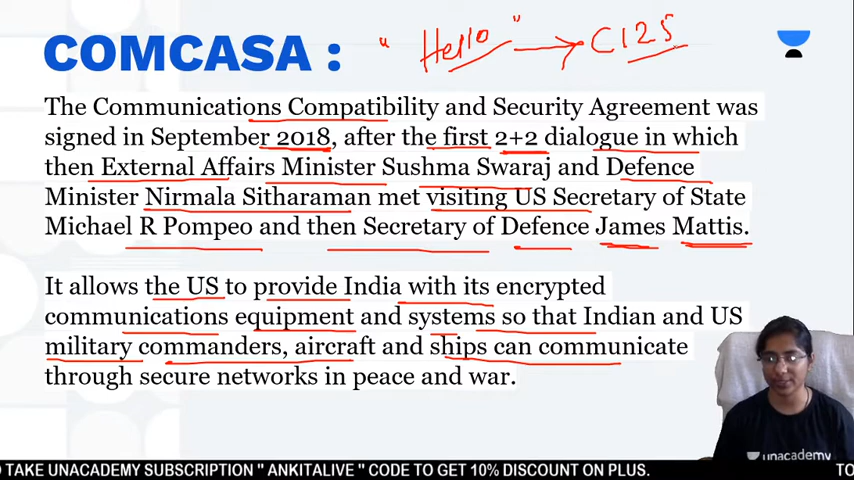 COMCASA :
" Hello " → C125
The Communications Compatibility and Security Agreement was
signed in September 2018, after the first 2+2 dialogue in which
then External Affairs Minister Sushma Swaraj and Defence
Minister Nirmala Sitharaman met visiting US Secretary of State
Michael R Pompeo and then Secretary of Defence James Mattis.
It allows the US to provide India with its encrypted
communications equipment and systems so that Indian and US
military commanders, aircraft and ships can communicate
through secure networks in peace and war.
unacademy
O TAKE UNACADEMY SUBSCRIPTION " ANKITALIVE " CODE TO GET 10% DISCOUNT ON PLUS.
TO